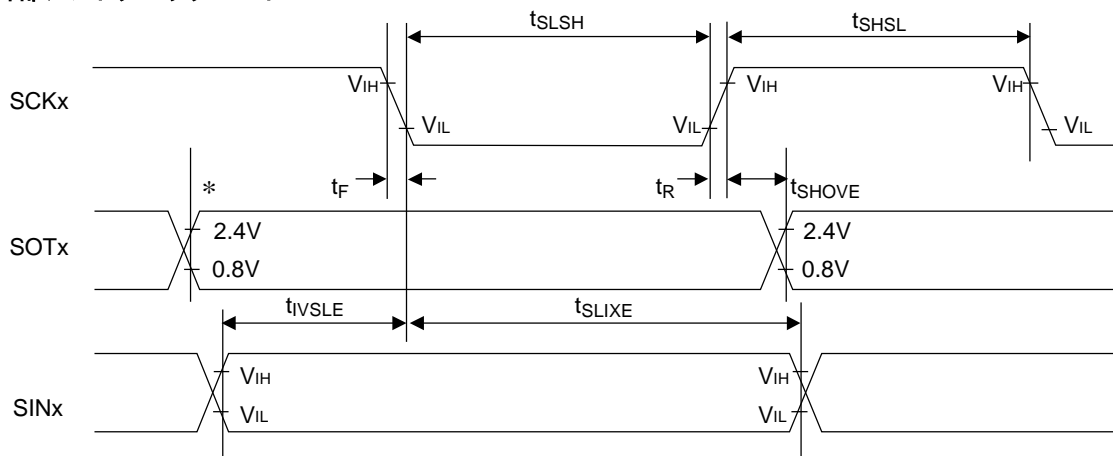 tSLSH
tSHSL
SCKx
VIH
VIL
VIL
VIH
VIH
VIL
tF
tR
tSHOVE
*
SOTx
2.4V
0.8V
2.4V
0.8V
tIVSLE
tSLIXE
SINx
VIH
VIL
VIH
VIL